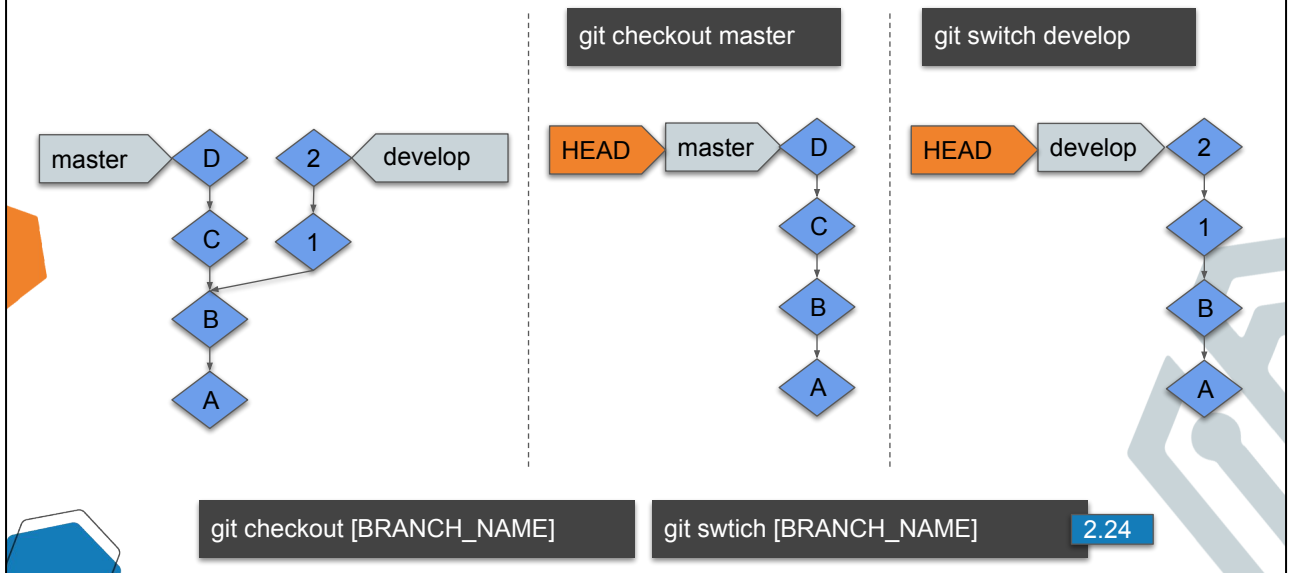 git checkout master
git switch develop
master
D
2
develop
C
1
B
A
HEAD
master
D
C
B
A
HEAD
develop
2
1
B
A
git checkout [BRANCH_NAME]
git swtich [BRANCH_NAME]
2.24